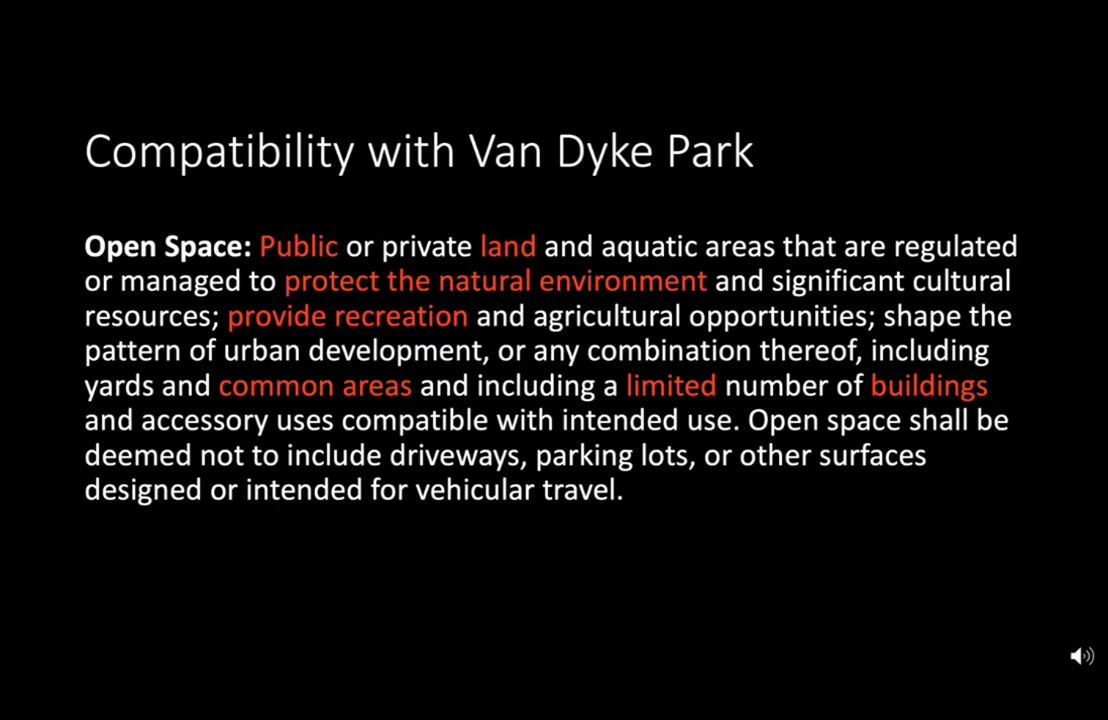 Compatibility with Van Dyke Park
Open Space: Public or private land and aquatic areas that are regulated
or managed to protect the natural environment and significant cultural
resources; provide recreation and agricultural opportunities; shape the
pattern of urban development, or any combination thereof, including
yards and common areas and including a limited number of buildings
and accessory uses compatible with intended use. Open space shall be
deemed not to include driveways, parking lots, or other surfaces
designed or intended for vehicular travel.